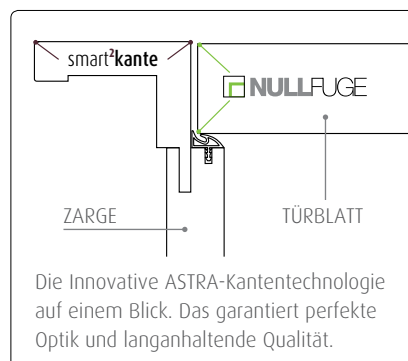 smart²kante
NULLFUGE
ZARGE
TÜRBLATT
Die Innovative ASTRA-Kantentechnologie
auf einem Blick. Das garantiert perfekte
Optik und langanhaltende Qualität.